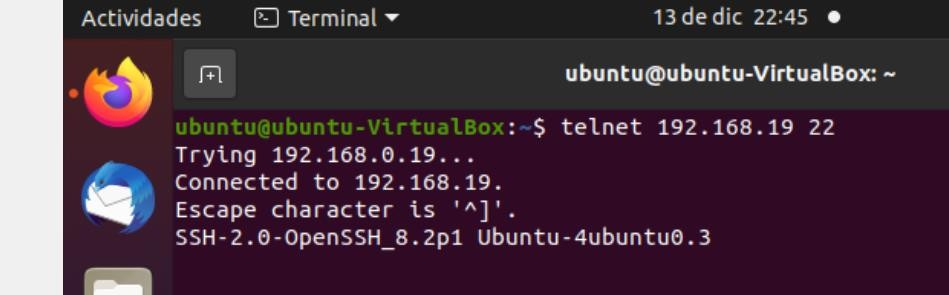 Actividades
Terminal
13 de dic 22:45
ubuntu@ubuntu-VirtualBox: ~
ubuntu@ubuntu-VirtualBox:~$ telnet 192.168.19 22
Trying 192.168.0.19...
Connected to 192.168.19.
Escape character is '^]'.
SSH-2.0-OpenSSH_8.2p1 Ubuntu-4ubuntu0.3